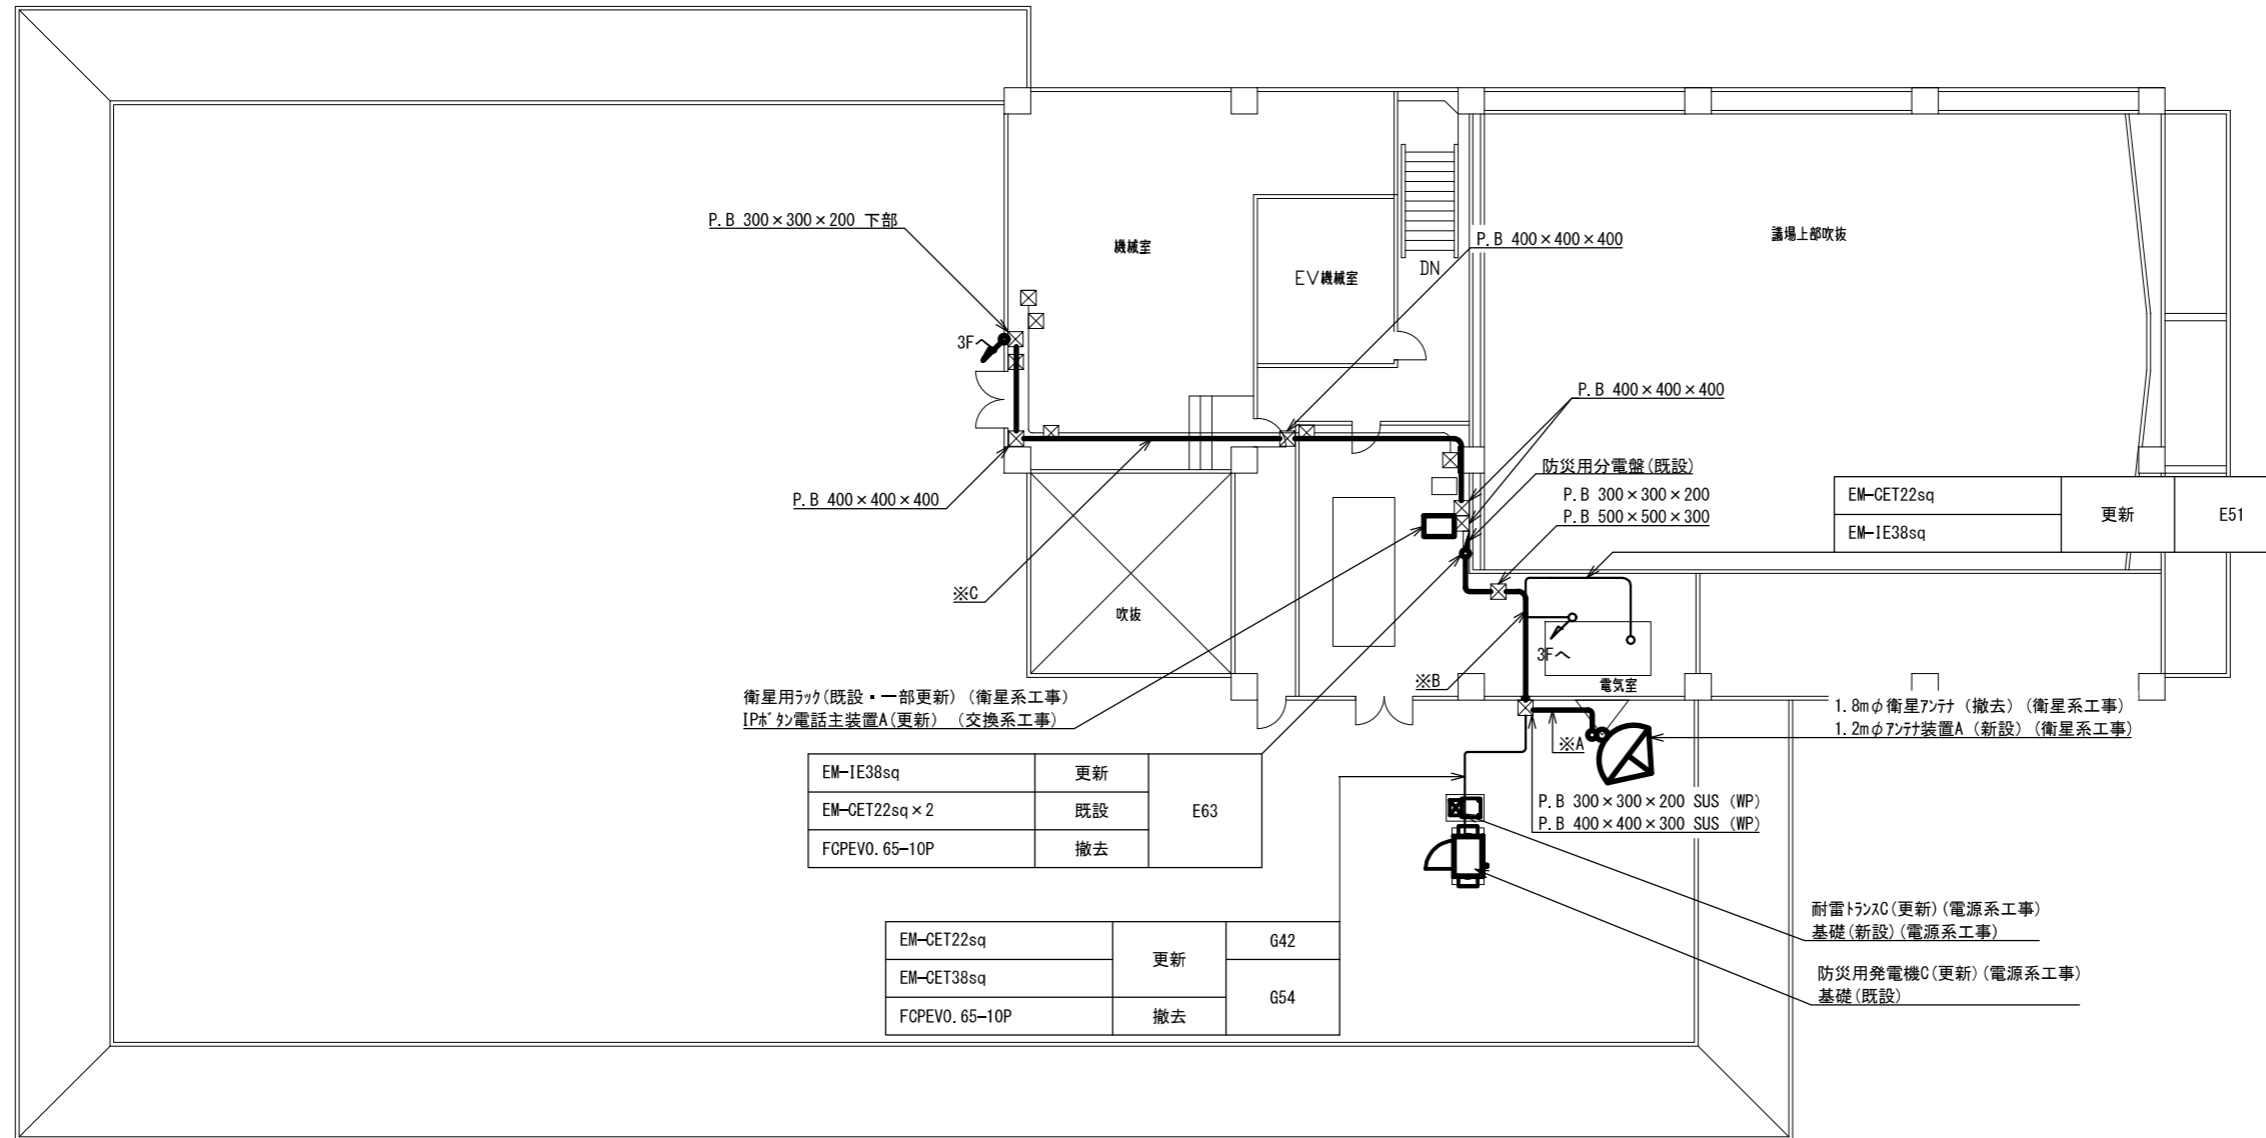 P.B 300×300×200 下部
機械室
P.B 400×400×400
議場上部吹抜
DN
EV機械室
3Fへ
P.B 400×400×400
防災用分電盤(既設)
P.B 300×300×200
P.B 500×500×300
EM-CET22sq
更新
E51
EM-IE38sq
P.B 400×400×400
※C
吹抜
3Fへ
※B
電気室
衛星用ラック(既設・一部更新) (衛星系工事)
IPボタン電話主装置A(更新) (交換系工事)
1.8mφ衛星アンテナ (撤去) (衛星系工事)
1.2mφアンテナ装置A (新設) (衛星系工事)
※A
EM-IE38sq
更新
E63
EM-CET22sq×2
既設
FCPEV0.65-10P
撤去
P.B 300×300×200 SUS (WP)
P.B 400×400×300 SUS (WP)
耐雷トランスC(更新)(電源系工事)
基礎(新設)(電源系工事)
EM-CET22sq
更新
G42
EM-CET38sq
G54
FCPEV0.65-10P
撤去
防災用発電機C(更新)(電源系工事)
基礎(既設)